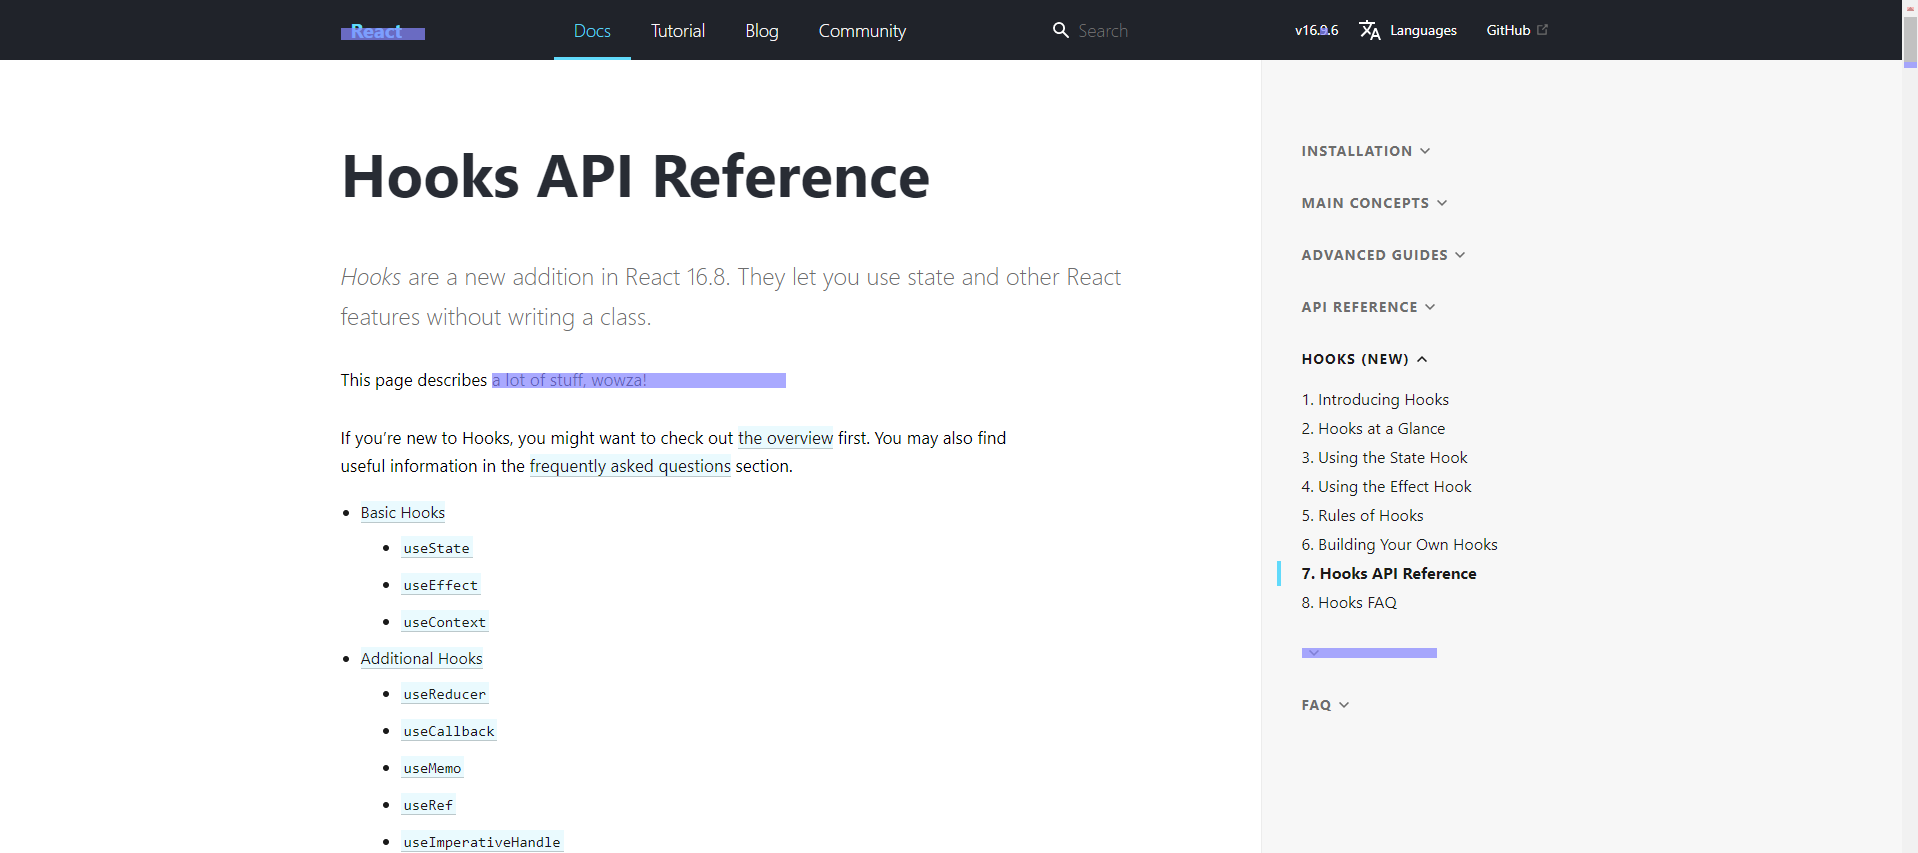 React
Docs
Tutorial
Blog
Community
Search
v16.9.6
Languages
GitHub
Hooks API Reference
Hooks are a new addition in React 16.8. They let you use state and other React
features without writing a class.
This page describes a lot of stuff, wowza!
If you’re new to Hooks, you might want to check out the overview first. You may also find
useful information in the frequently asked questions section.
• Basic Hooks
• useState
• useEffect
• useContext
• Additional Hooks
• useReducer
• useCallback
• useMemo
• useRef
• useImperativeHandle
INSTALLATION
MAIN CONCEPTS
ADVANCED GUIDES
API REFERENCE
HOOKS (NEW)
1. Introducing Hooks
2. Hooks at a Glance
3. Using the State Hook
4. Using the Effect Hook
5. Rules of Hooks
6. Building Your Own Hooks
7. Hooks API Reference
8. Hooks FAQ
FAQ